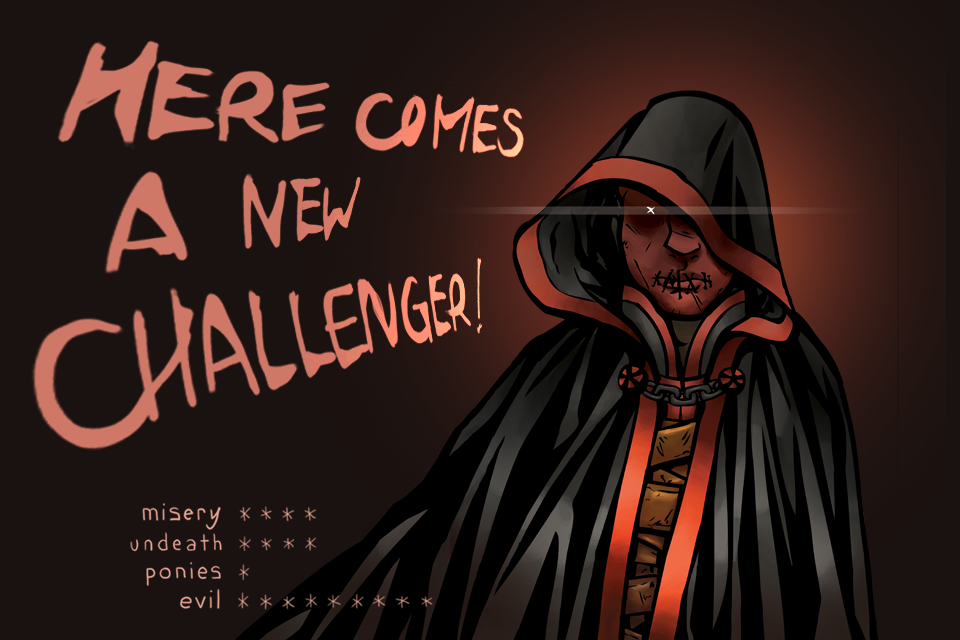 HERE COMES
A NEW
CHALLENGER!
misery ****
undeath ****
ponies *
evil *********